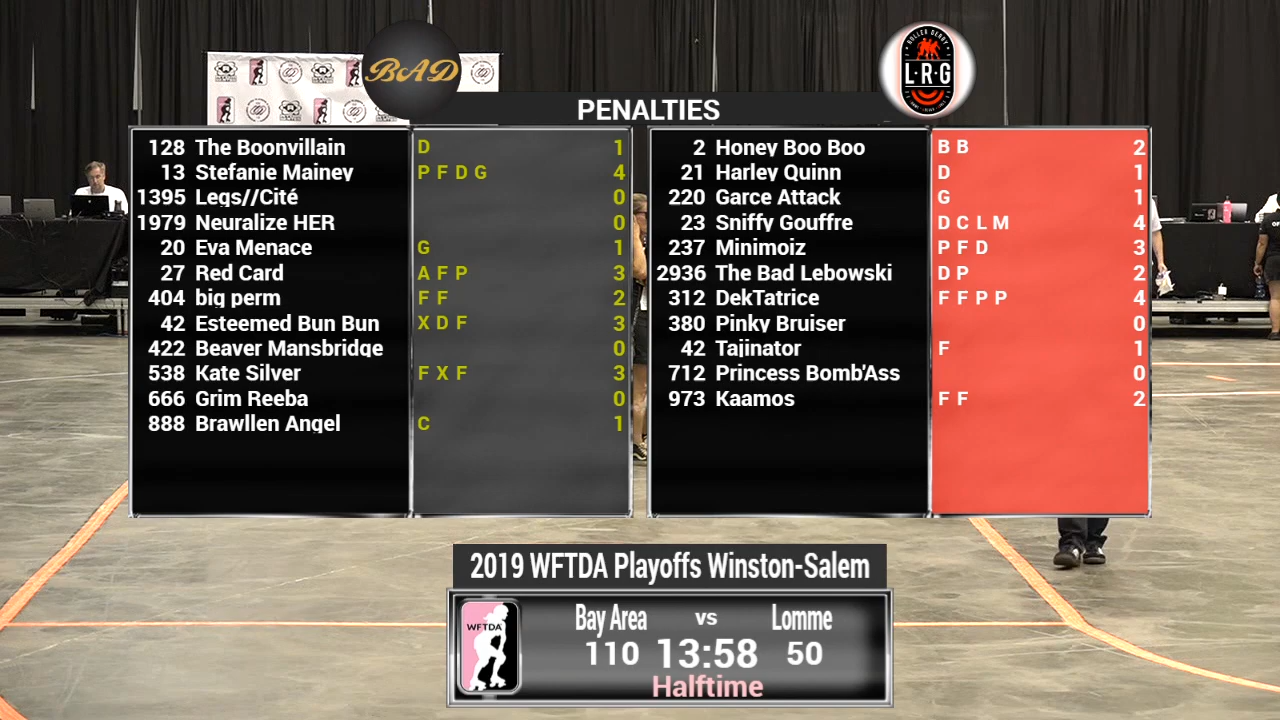 BAD
ROLLER DERBY
L·R·G
PENALTIES
128 The Boonvillain D 1
13 Stefanie Mainey P F D G 4
1395 Legs//Cité 0
1979 Neuralize HER 0
20 Eva Menace G 1
27 Red Card A F P 3
404 big perm F F 2
42 Esteemed Bun Bun X D F 3
422 Beaver Mansbridge 0
538 Kate Silver F X F 3
666 Grim Reeba 0
888 Brawllen Angel C 1
2 Honey Boo Boo B B 2
21 Harley Quinn D 1
220 Garce Attack G 1
23 Sniffy Gouffre D C L M 4
237 Minimoiz P F D 3
2936 The Bad Lebowski D P 2
312 DekTatrice F F P P 4
380 Pinky Bruiser 0
42 Tajinator F 1
712 Princess Bomb'Ass 0
973 Kaamos F F 2
2019 WFTDA Playoffs Winston-Salem
WFTDA
Bay Area vs Lomme
110 13:58 50
Halftime